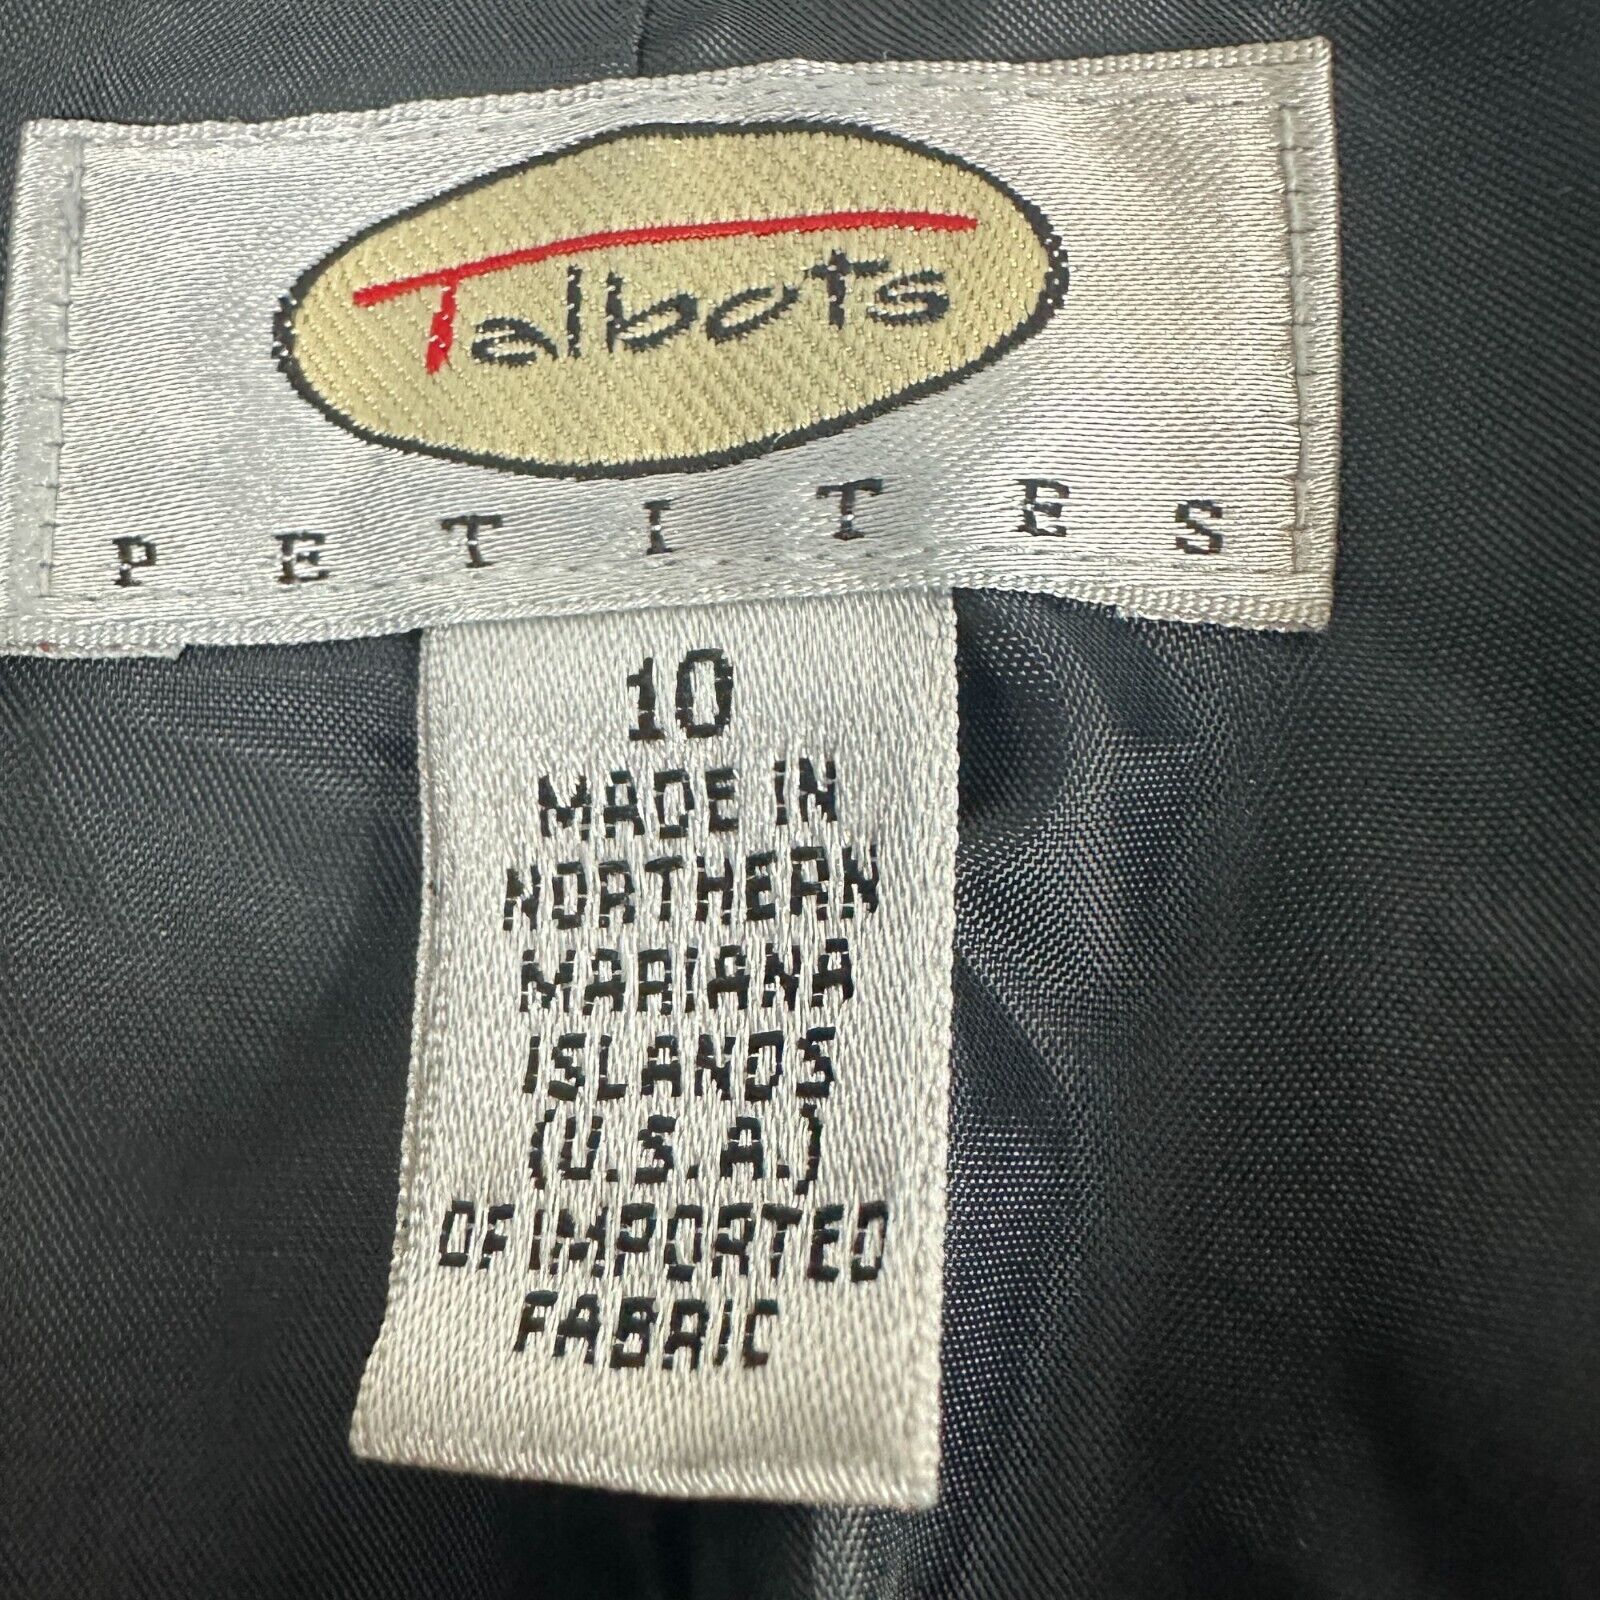 Talbots
PETITES
10
MADE IN
NORTHERN
MARIANA
ISLANDS
(U.S.A.)
OF IMPORTED
FABRIC